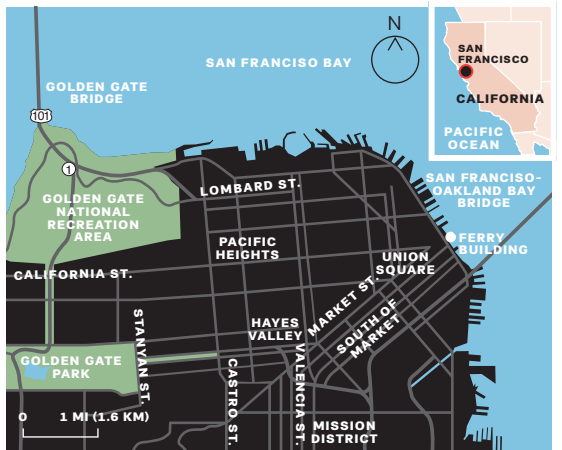 N
SAN FRANCISO BAY
SAN
FRANCISCO
CALIFORNIA
PACIFIC
OCEAN
GOLDEN GATE
BRIDGE
101
1
GOLDEN GATE
NATIONAL
RECREATION
AREA
LOMBARD ST.
SAN FRANCISO-
OAKLAND BAY
BRIDGE
FERRY
BUILDING
PACIFIC
HEIGHTS
UNION
SQUARE
CALIFORNIA ST.
MARKET ST.
SOUTH OF
MARKET
HAYES
VALLEY
STANYAN ST.
GOLDEN GATE
PARK
CASTRO ST.
VALENCIA ST.
0 1 MI (1.6 KM)
MISSION
DISTRICT